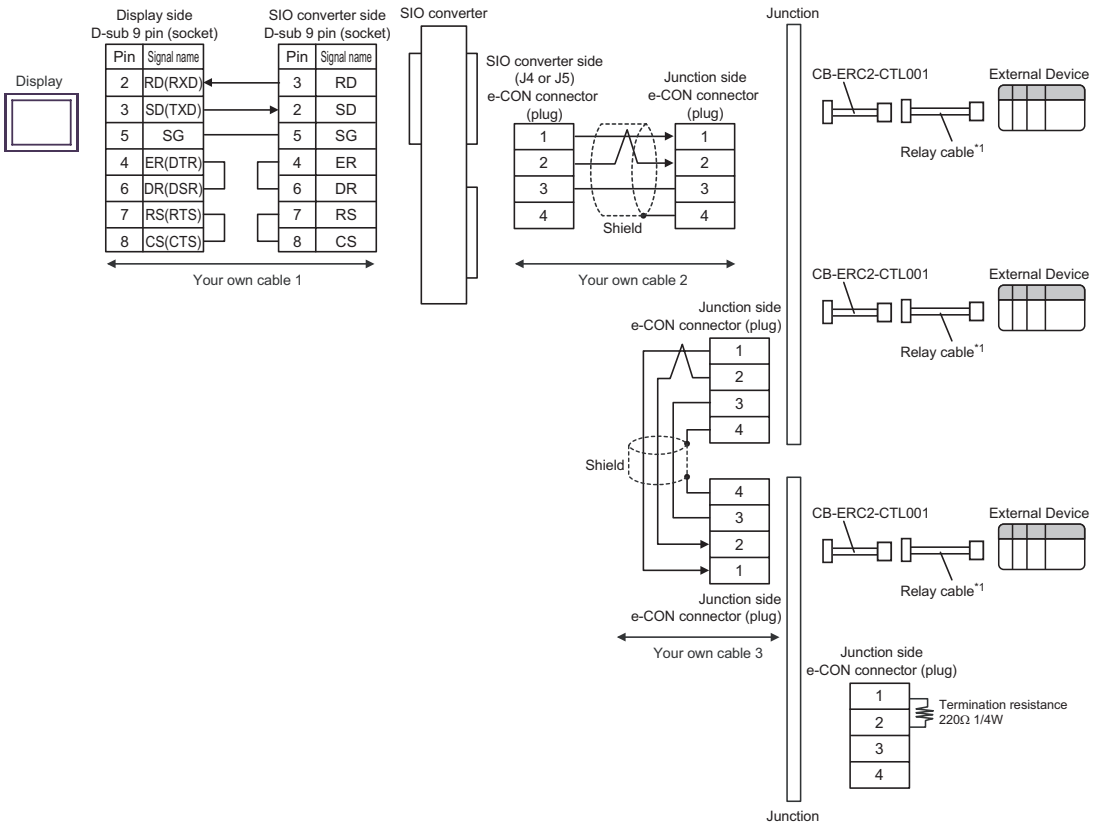 Display
Display side
D-sub 9 pin (socket)
Pin Signal name
2 RD(RXD)
3 SD(TXD)
5 SG
4 ER(DTR)
6 DR(DSR)
7 RS(RTS)
8 CS(CTS)
SIO converter side
D-sub 9 pin (socket)
Pin Signal name
3 RD
2 SD
5 SG
4 ER
6 DR
7 RS
8 CS
Your own cable 1
SIO converter
SIO converter side
(J4 or J5)
e-CON connector
(plug)
1
2
3
4
Shield
Junction side
e-CON connector
(plug)
1
2
3
4
Your own cable 2
Junction
CB-ERC2-CTL001
External Device
Relay cable*1
CB-ERC2-CTL001
External Device
Relay cable*1
Junction side
e-CON connector (plug)
1
2
3
4
Shield
4
3
2
1
Junction side
e-CON connector (plug)
Your own cable 3
CB-ERC2-CTL001
External Device
Relay cable*1
Junction side
e-CON connector (plug)
1
2
3
4
Termination resistance
220Ω 1/4W
Junction